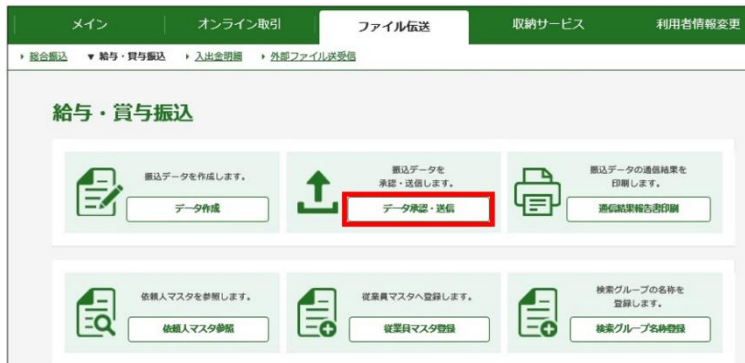 メイン オンライン取引 ファイル伝送 収納サービス 利用者情報変更
総合振込 ▼ 給与・賞与振込 入出金明細 外部ファイル送受信
給与・賞与振込
振込データを作成します。
データ作成
振込データを
承認・送信します。
データ承認・送信
振込データの通信結果を
印刷します。
通信結果報告書印刷
依頼人マスタを参照します。
依頼人マスタ参照
従業員マスタへ登録します。
従業員マスタ登録
検索グループの名称を
登録します。
検索グループ名称登録